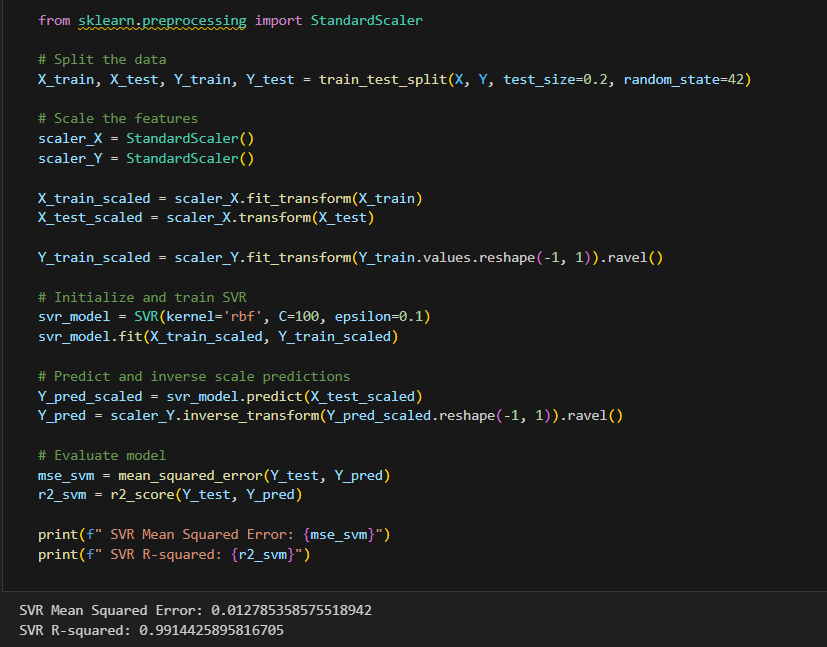 from sklearn.preprocessing import StandardScaler
# Split the data
X_train, X_test, Y_train, Y_test = train_test_split(X, Y, test_size=0.2, random_state=42)
# Scale the features
scaler_X = StandardScaler()
scaler_Y = StandardScaler()
X_train_scaled = scaler_X.fit_transform(X_train)
X_test_scaled = scaler_X.transform(X_test)
Y_train_scaled = scaler_Y.fit_transform(Y_train.values.reshape(-1, 1)).ravel()
# Initialize and train SVR
svr_model = SVR(kernel='rbf', C=100, epsilon=0.1)
svr_model.fit(X_train_scaled, Y_train_scaled)
# Predict and inverse scale predictions
Y_pred_scaled = svr_model.predict(X_test_scaled)
Y_pred = scaler_Y.inverse_transform(Y_pred_scaled.reshape(-1, 1)).ravel()
# Evaluate model
mse_svm = mean_squared_error(Y_test, Y_pred)
r2_svm = r2_score(Y_test, Y_pred)
print(f" SVR Mean Squared Error: {mse_svm}")
print(f" SVR R-squared: {r2_svm}")
SVR Mean Squared Error: 0.012785358575518942
SVR R-squared: 0.9914425895816705